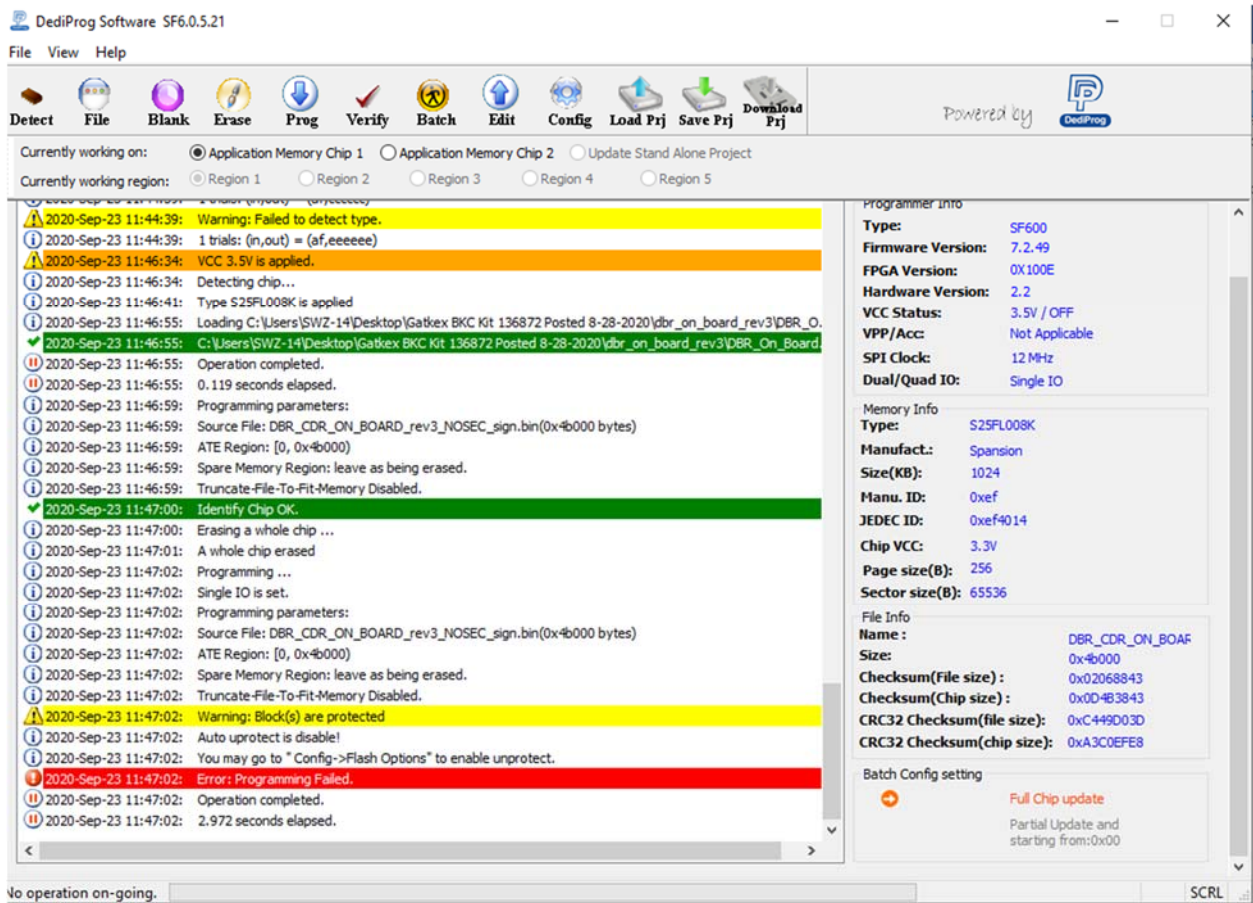 DediProg Software SF6.0.5.21
File View Help
Detect File Blank Erase Prog Verify Batch Edit Config Load Prj Save Prj Download Prj
Powered by DediProg
Currently working on: Application Memory Chip 1 Application Memory Chip 2 Update Stand Alone Project
Currently working region: Region 1 Region 2 Region 3 Region 4 Region 5
2020-Sep-23 11:44:39: 1 trials: (in,out) = (af,eeeeee)
2020-Sep-23 11:44:39: Warning: Failed to detect type.
2020-Sep-23 11:44:39: 1 trials: (in,out) = (af,eeeeee)
2020-Sep-23 11:46:34: VCC 3.5V is applied.
2020-Sep-23 11:46:34: Detecting chip...
2020-Sep-23 11:46:41: Type S25FL008K is applied
2020-Sep-23 11:46:55: Loading C:\Users\SWZ-14\Desktop\Gatkex BKC Kit 136872 Posted 8-28-2020\dbr_on_board_rev3\DBR_O.
2020-Sep-23 11:46:55: C:\Users\SWZ-14\Desktop\Gatkex BKC Kit 136872 Posted 8-28-2020\dbr_on_board_rev3\DBR_On_Board.
2020-Sep-23 11:46:55: Operation completed.
2020-Sep-23 11:46:55: 0.119 seconds elapsed.
2020-Sep-23 11:46:59: Programming parameters:
2020-Sep-23 11:46:59: Source File: DBR_CDR_ON_BOARD_rev3_NOSEC_sign.bin(0x4b000 bytes)
2020-Sep-23 11:46:59: ATE Region: [0, 0x4b000)
2020-Sep-23 11:46:59: Spare Memory Region: leave as being erased.
2020-Sep-23 11:46:59: Truncate-File-To-Fit-Memory Disabled.
2020-Sep-23 11:47:00: Identify Chip OK.
2020-Sep-23 11:47:00: Erasing a whole chip ...
2020-Sep-23 11:47:01: A whole chip erased
2020-Sep-23 11:47:02: Programming ...
2020-Sep-23 11:47:02: Single IO is set.
2020-Sep-23 11:47:02: Programming parameters:
2020-Sep-23 11:47:02: Source File: DBR_CDR_ON_BOARD_rev3_NOSEC_sign.bin(0x4b000 bytes)
2020-Sep-23 11:47:02: ATE Region: [0, 0x4b000)
2020-Sep-23 11:47:02: Spare Memory Region: leave as being erased.
2020-Sep-23 11:47:02: Truncate-File-To-Fit-Memory Disabled.
2020-Sep-23 11:47:02: Warning: Block(s) are protected
2020-Sep-23 11:47:02: Auto uprotect is disable!
2020-Sep-23 11:47:02: You may go to " Config->Flash Options" to enable unprotect.
2020-Sep-23 11:47:02: Error: Programming Failed.
2020-Sep-23 11:47:02: Operation completed.
2020-Sep-23 11:47:02: 2.972 seconds elapsed.
Programmer Info
Type: SF600
Firmware Version: 7.2.49
FPGA Version: 0X100E
Hardware Version: 2.2
VCC Status: 3.5V / OFF
VPP/Acc: Not Applicable
SPI Clock: 12 MHz
Dual/Quad IO: Single IO
Memory Info
Type: S25FL008K
Manufact.: Spansion
Size(KB): 1024
Manu. ID: 0xef
JEDEC ID: 0xef4014
Chip VCC: 3.3V
Page size(B): 256
Sector size(B): 65536
File Info
Name : DBR_CDR_ON_BOAR
Size: 0x4b000
Checksum(File size) : 0x02068843
Checksum(Chip size) : 0x0D4B3843
CRC32 Checksum(file size): 0xC449D03D
CRC32 Checksum(chip size): 0xA3C0EFE8
Batch Config setting
Full Chip update
Partial Update and
starting from:0x00
No operation on-going. SCRL